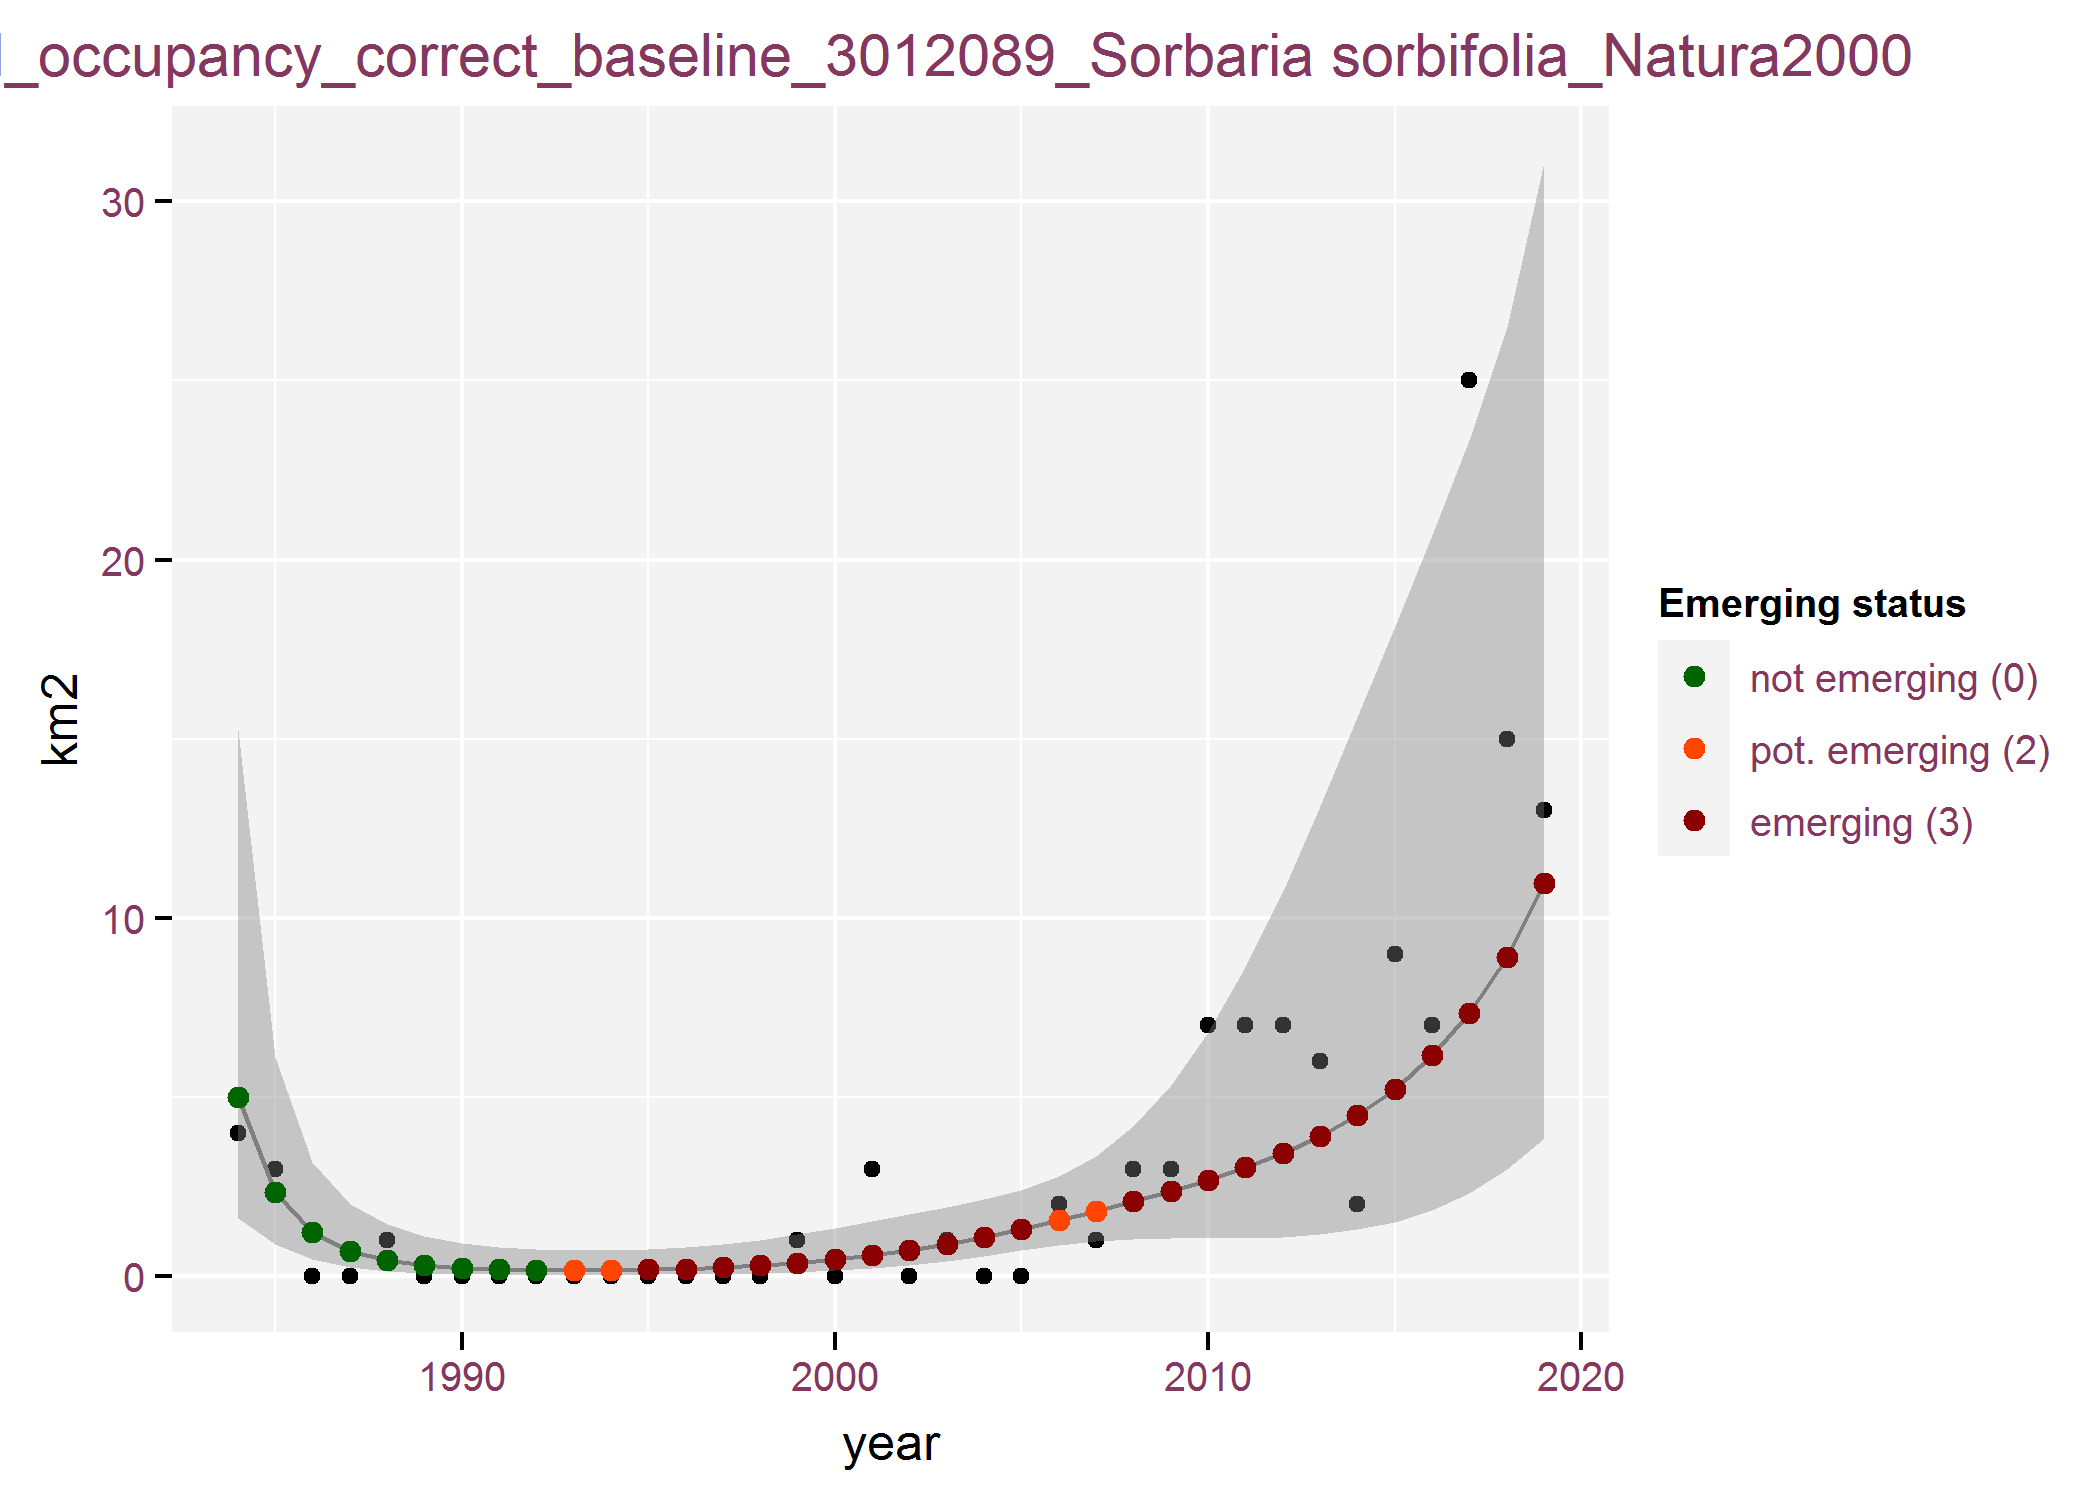 _occupancy_correct_baseline_3012089_Sorbaria sorbifolia_Natura2000
30
20
10
0
km2
1990
2000
2010
2020
year
Emerging status
not emerging (0)
pot. emerging (2)
emerging (3)